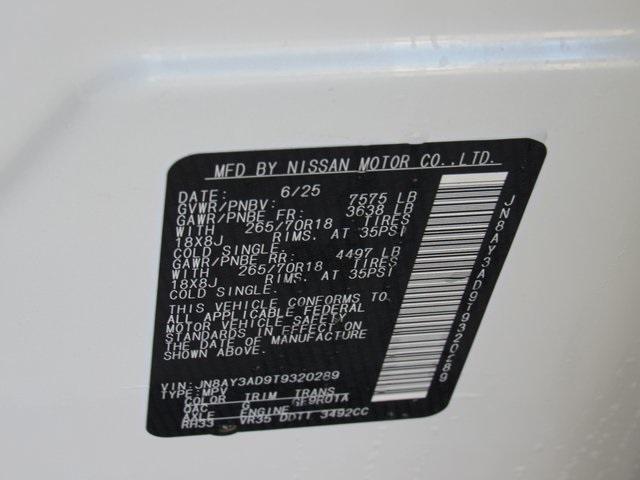 MFD BY NISSAN MOTOR CO.,LTD.
DATE: 6/25
GVWR/PNBV: 7575 LB
GAWR/PNBE FR: 3638 LB
WITH 265/70R18 TIRES
18X8J RIMS, AT 35PSI
COLD SINGLE.
GAWR/PNBE RR: 4497 LB
WITH 265/70R18 TIRES
18X8J RIMS, AT 35PSI
COLD SINGLE.
THIS VEHICLE CONFORMS TO
ALL APPLICABLE FEDERAL
MOTOR VEHICLE SAFETY
STANDARDS IN EFFECT ON
THE DATE OF MANUFACTURE
SHOWN ABOVE.
VIN: JN8AY3AD9T9320289
TYPE: MPV
COLOR TRIM TRANS
QAC G GE9R01A
AXLE ENGINE
RH33 VR35 DDTT 3492CC
JN8AY3AD9T9320289